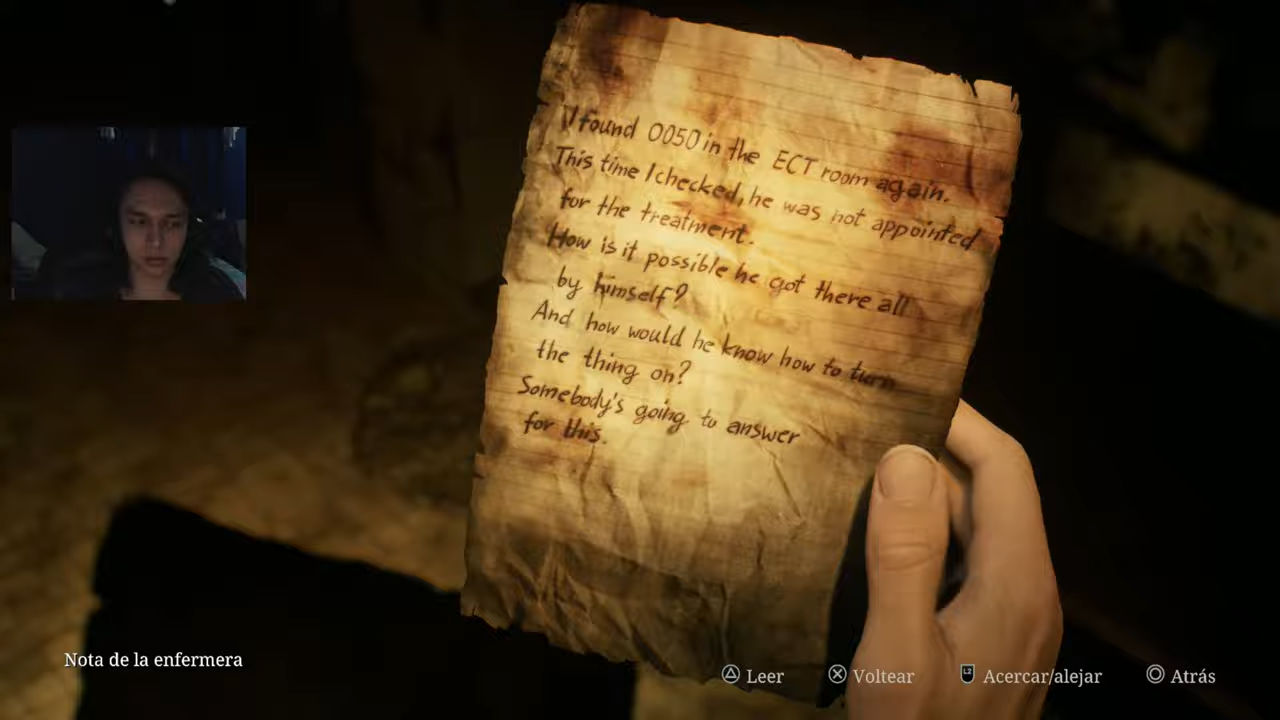 I found 0050 in the ECT room again.
This time I checked, he was not appointed
for the treatment.
How is it possible he got there all
by himself?
And how would he know how to turn
the thing on?
Somebody's going to answer
for this.
Nota de la enfermera
Leer
Voltear
L2
Acercar/alejar
Atrás